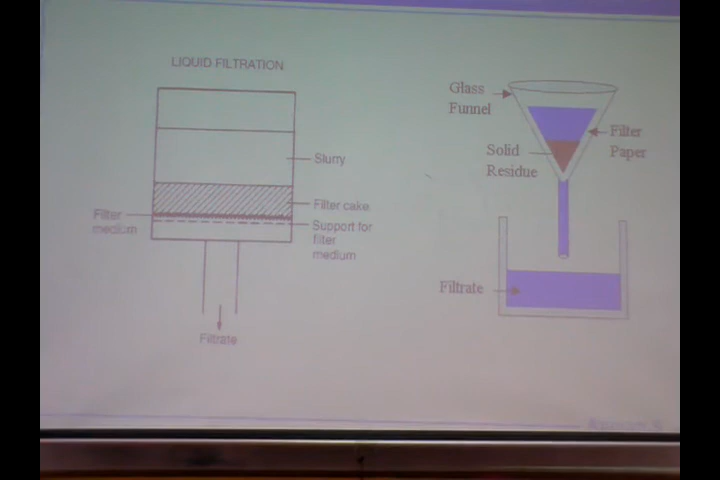 LIQUID FILTRATION
Slurry
Filter cake
Filter
medium
Support for
filter
medium
Filtrate
Glass
Funnel
Filter
Paper
Solid
Residue
Filtrate